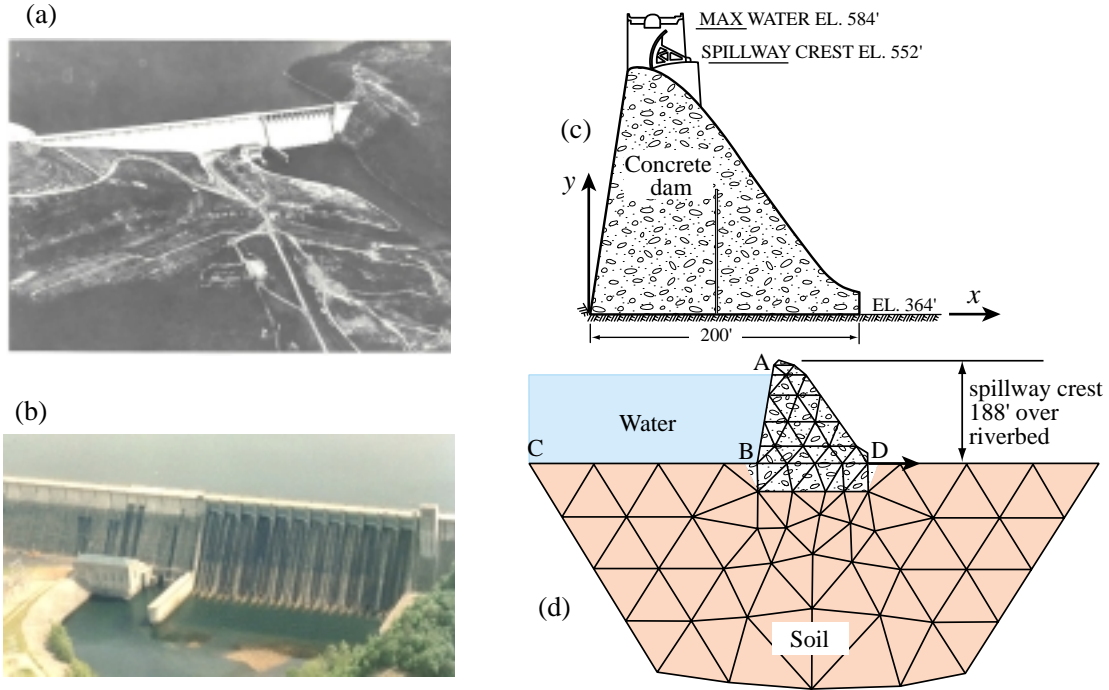 (a)
(b)
MAX WATER EL. 584'
SPILLWAY CREST EL. 552'
(c)
Concrete
dam
y
EL. 364'
x
200'
A
spillway crest
188' over
riverbed
Water
C
B
D
(d)
Soil